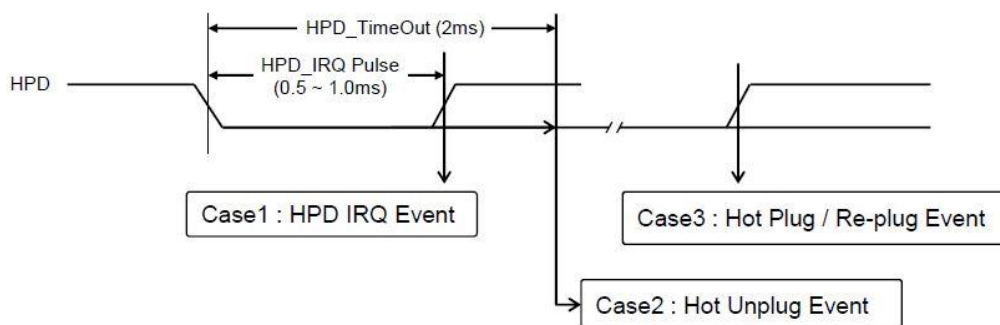 HPD_TimeOut (2ms)
HPD_IRQ Pulse
(0.5 ~ 1.0ms)
HPD
Case1 : HPD IRQ Event
Case3 : Hot Plug / Re-plug Event
Case2 : Hot Unplug Event